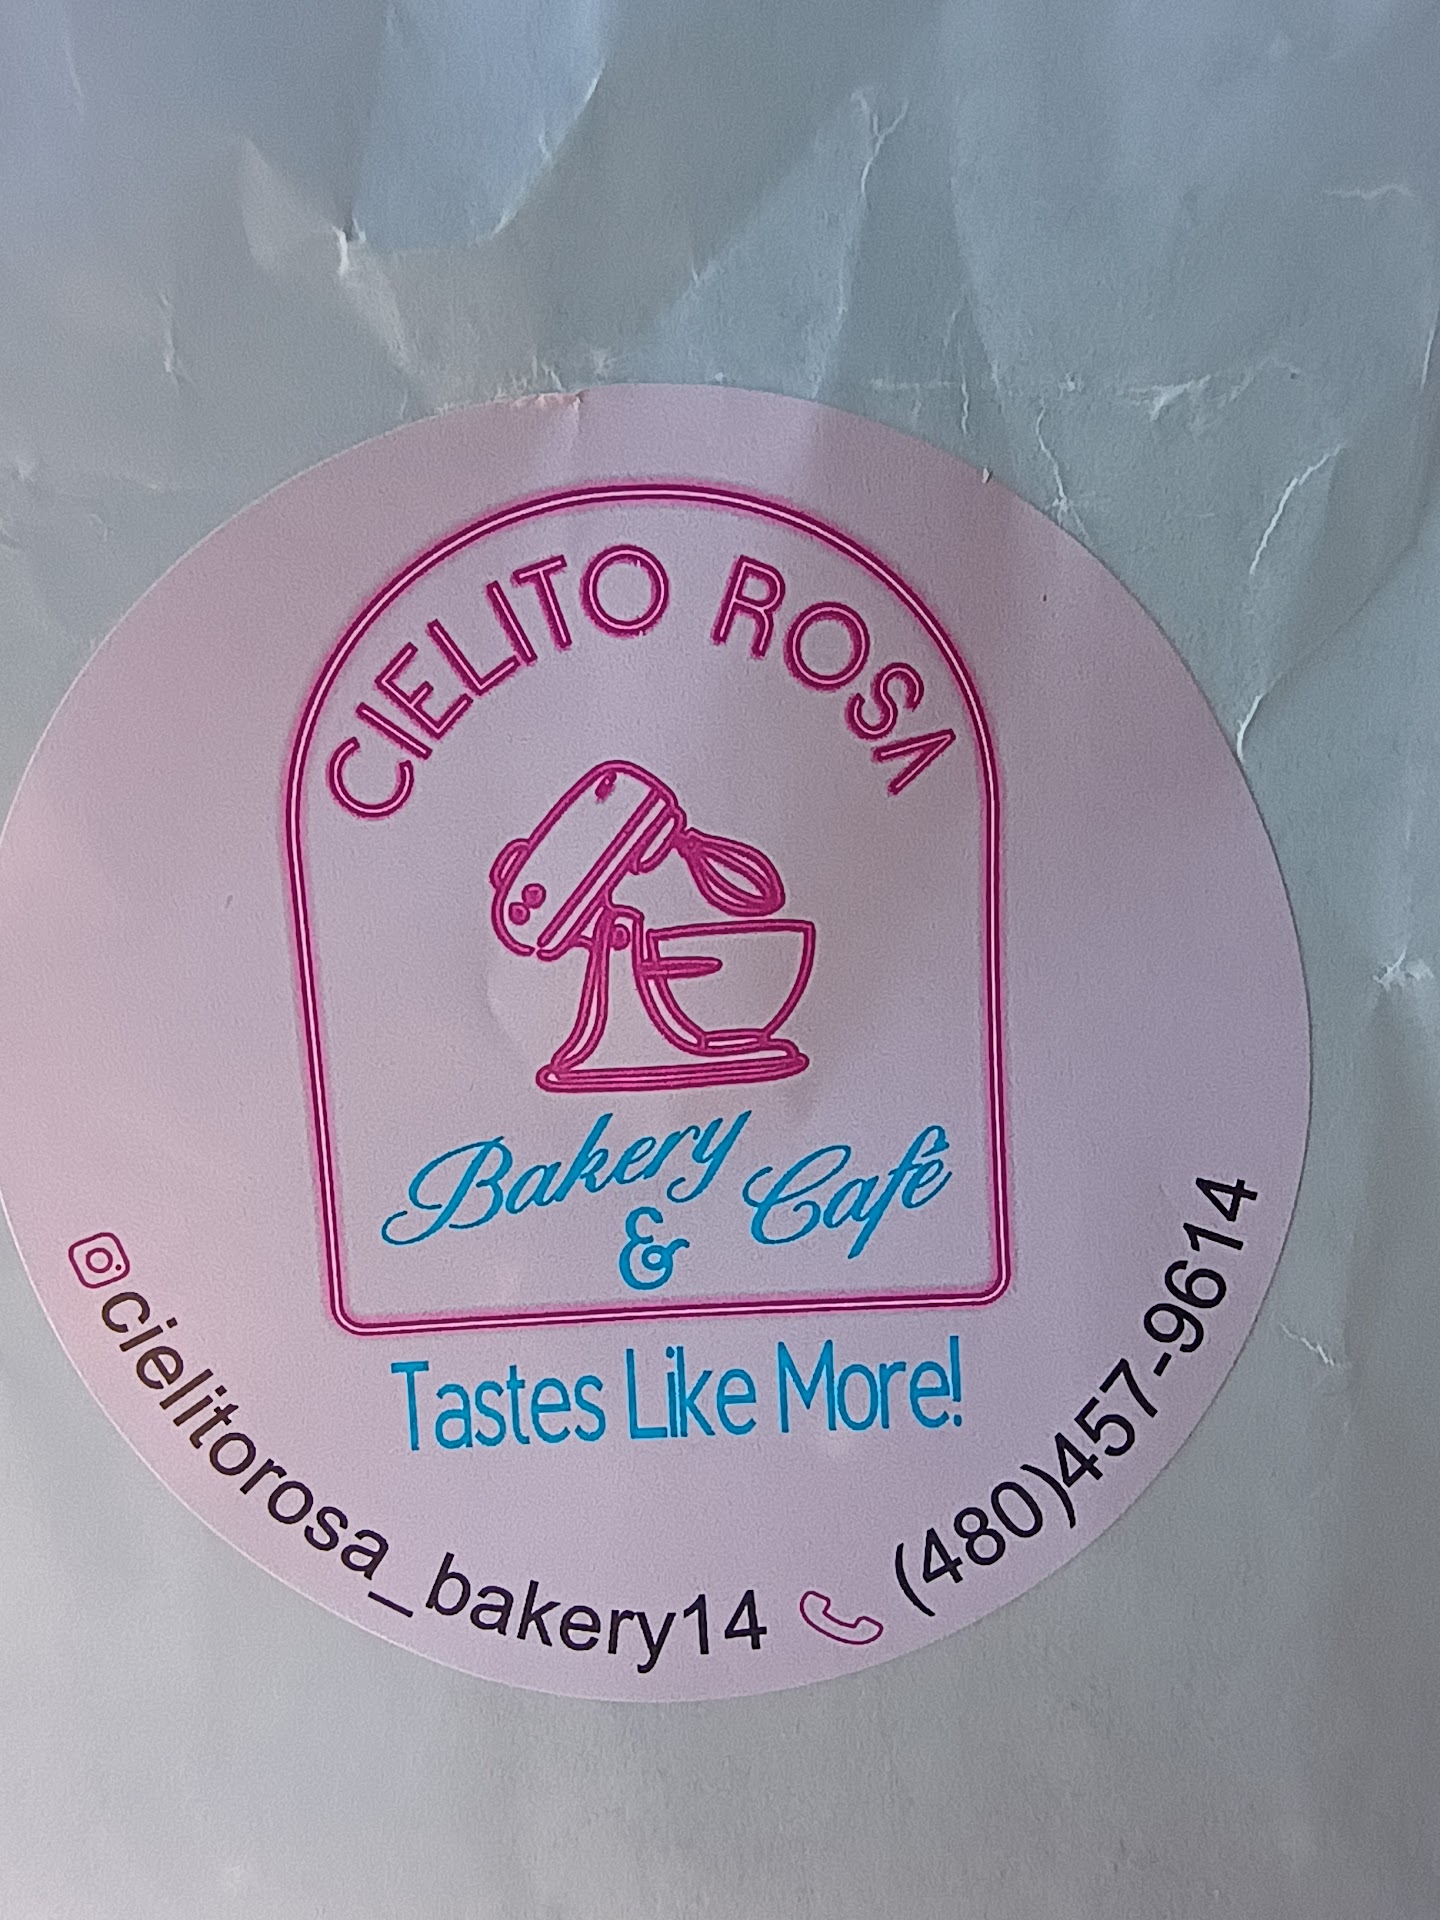 CIELITO ROSA
Bakery & Café
Tastes Like More!
cielitorosa_bakery14 (480)457-9614